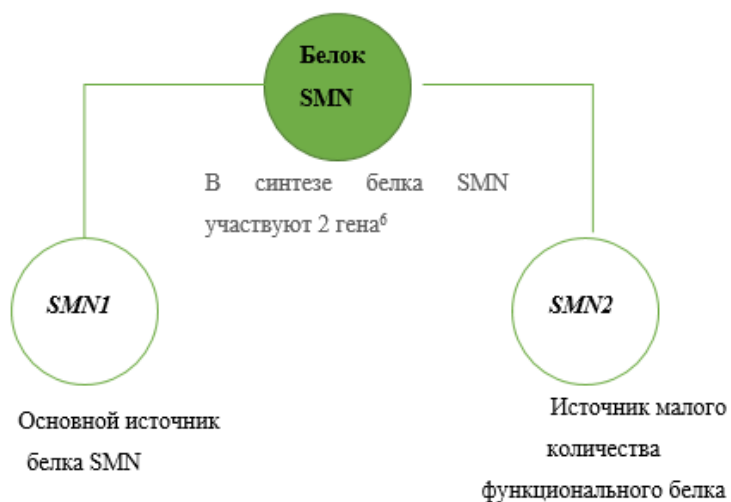 Белок
SMN
В синтезе белка SMN
участвуют 2 гена⁶
SMN1
SMN2
Основной источник
белка SMN
Источник малого
количества
функционального белка